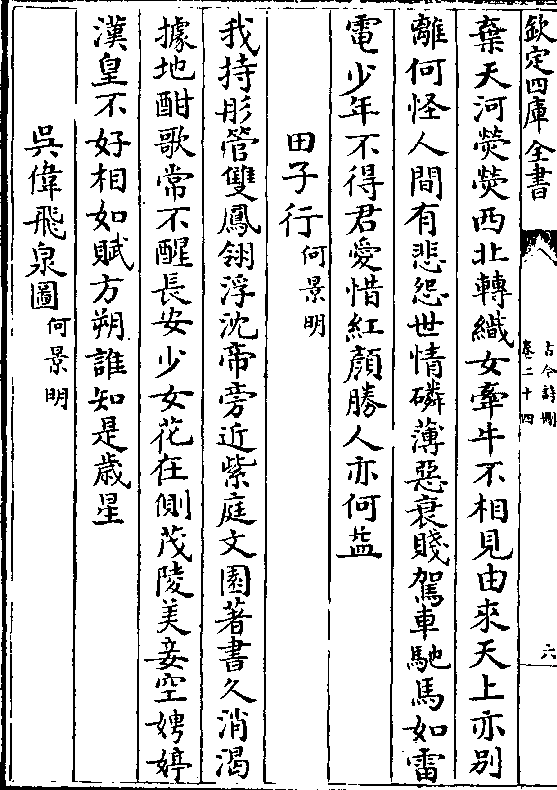 欽定四庫全書
古今詩刪
卷二十四
六
棄天河熒熒西北轉織女牽牛不相見由來天上亦别
離何怪人間有悲怨世情磷薄惡衰賤駕車馳馬如雷
電少年不得君愛惜紅顔勝人亦何益
田子行何景明
我持彤管雙鳳翎浮沈帝旁近紫庭文園著書久消渴
據地酣歌常不醒長安少女花在側茂陵美妾空娉婷
漢皇不好相如賦方朔誰知是歲星
吳偉飛泉圖何景明